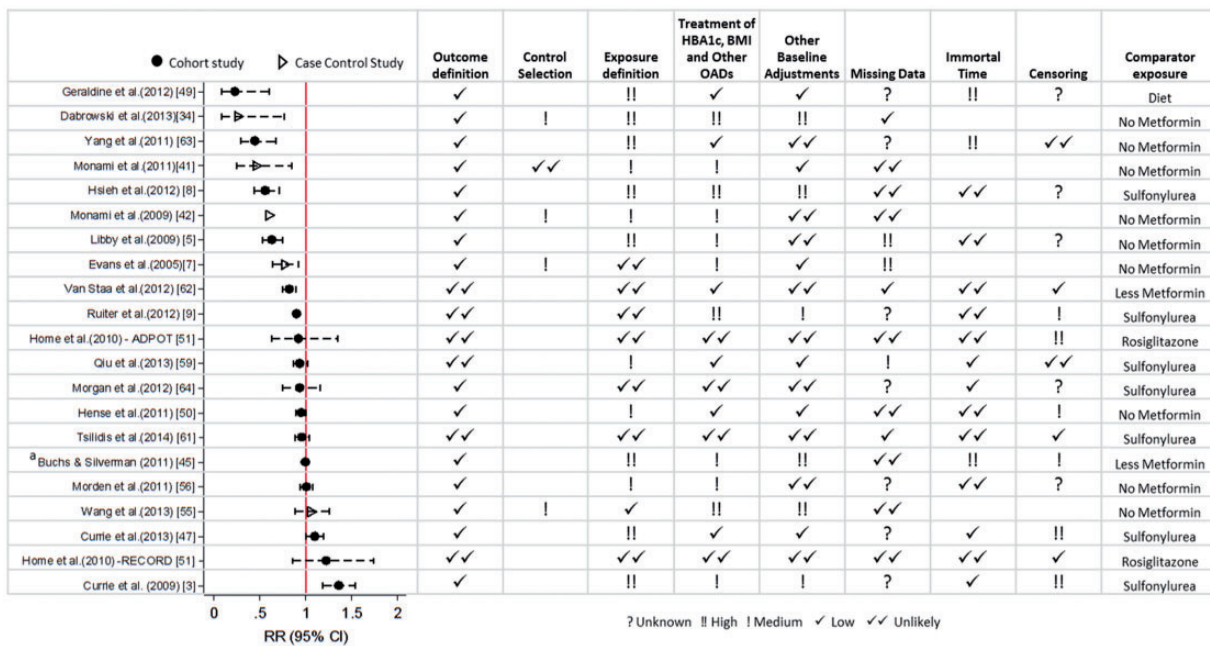 ● Cohort study ▷ Case Control Study
Outcome definition Control Selection Exposure definition Treatment of HBA1c, BMI and Other OADs Other Baseline Adjustments Missing Data Immortal Time Censoring Comparator exposure
Geraldine et al.(2012) [49] ✓ !! ✓ ✓ ? !! ? Diet
Dabrowski et al.(2013)[34] ✓ ! !! !! !! ✓ No Metformin
Yang et al.(2011) [63] ✓ !! ✓ ✓✓ ? !! ✓✓ No Metformin
Monami et al.(2011)[41] ✓ ✓✓ ! ! ✓ ✓✓ No Metformin
Hsieh et al.(2012) [8] ✓ !! !! !! ✓✓ ✓✓ ? Sulfonylurea
Monami et al.(2009) [42] ✓ ! ! ! ✓✓ ✓✓ No Metformin
Libby et al.(2009) [5] ✓ !! ! ✓✓ !! ✓✓ ? No Metformin
Evans et al.(2005)[7] ✓ ! ✓✓ ! ✓ !! No Metformin
Van Staa et al.(2012) [62] ✓✓ ✓✓ ✓ ✓✓ ✓ ✓✓ ✓ Less Metformin
Ruiter et al.(2012) [9] ✓✓ ✓✓ !! ! ? ✓✓ ! Sulfonylurea
Home et al.(2010) - ADPOT [51] ✓✓ ✓✓ ✓✓ ✓✓ ✓✓ ✓✓ !! Rosiglitazone
Qiu et al.(2013) [59] ✓✓ ! ✓ ✓ ! ✓ ✓✓ Sulfonylurea
Morgan et al.(2012) [64] ✓ ✓✓ ✓✓ ✓✓ ? ✓ ? Sulfonylurea
Hense et al.(2011) [50] ✓ ! ✓ ✓ ✓✓ ✓✓ ! No Metformin
Tsilidis et al.(2014) [61] ✓✓ ✓✓ ✓✓ ✓✓ ✓ ✓✓ ✓ Sulfonylurea
a Buchs & Silverman (2011) [45] ✓ !! ! !! ✓✓ !! ! Less Metformin
Morden et al.(2011) [56] ✓ ! ! ✓✓ ? ✓✓ ? No Metformin
Wang et al.(2013) [55] ✓ ! ✓ !! !! ✓✓ No Metformin
Currie et al.(2013) [47] ✓ !! ✓ ✓ ? ✓ !! Sulfonylurea
Home et al.(2010) -RECORD [51] ✓✓ ✓✓ ✓✓ ✓✓ ✓✓ ✓✓ ✓ Rosiglitazone
Currie et al. (2009) [3] ✓ !! ! ! ? ✓ !! Sulfonylurea
0 .5 1 1.5 2
RR (95% CI)
? Unknown !! High ! Medium ✓ Low ✓✓ Unlikely